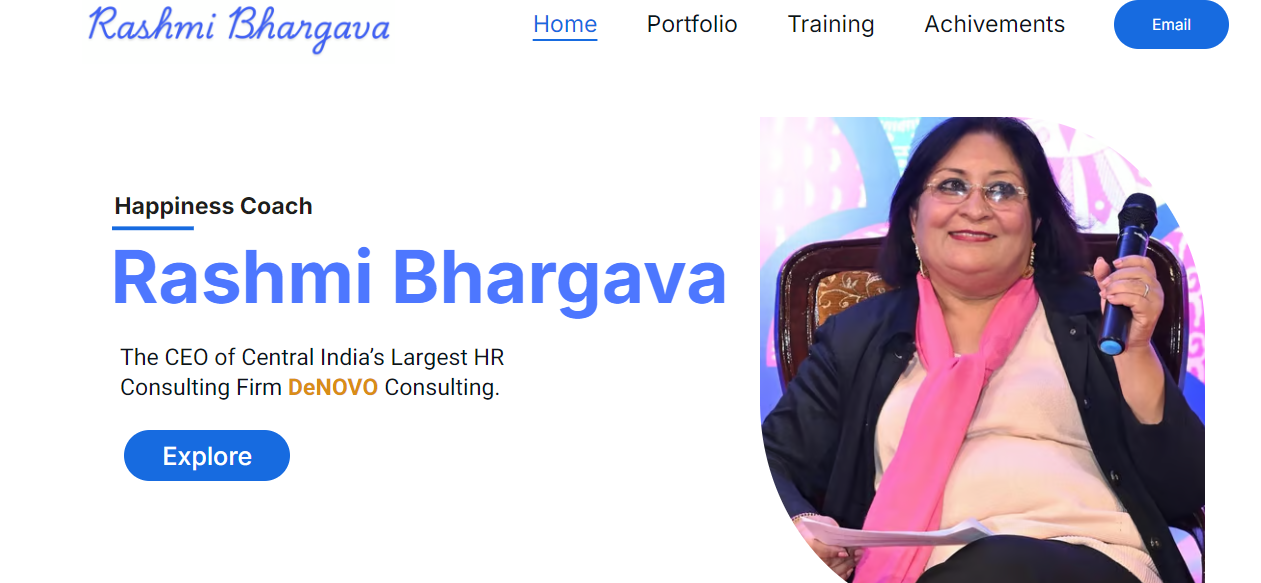 Rashmi Bhargava
Home
Portfolio
Training
Achivements
Email
Happiness Coach
Rashmi Bhargava
The CEO of Central India’s Largest HR
Consulting Firm DeNOVO Consulting.
Explore